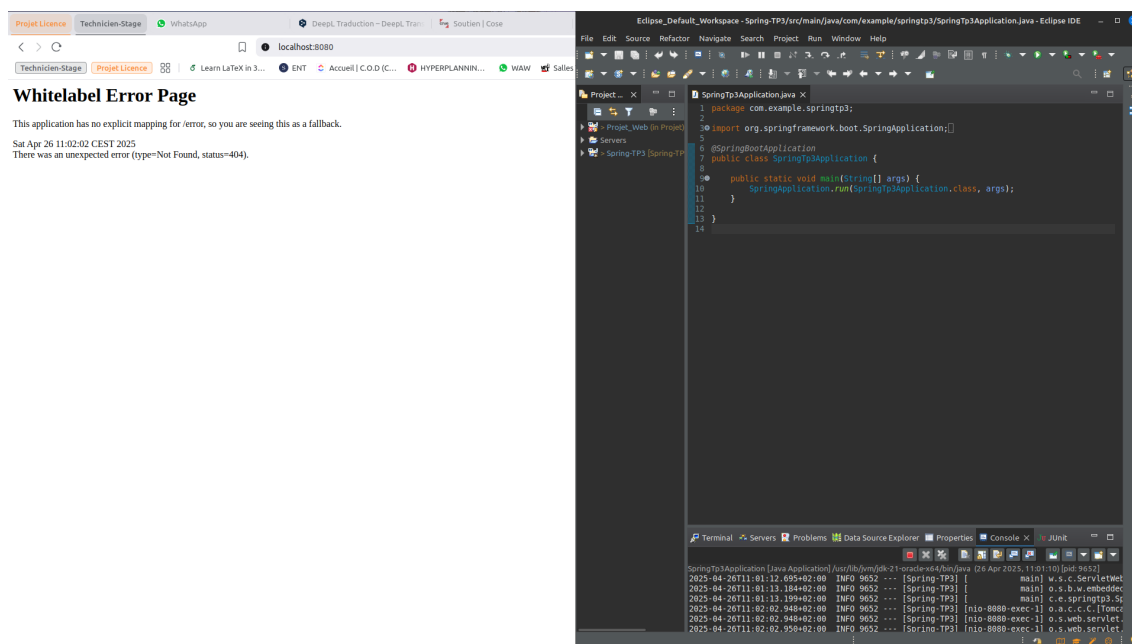 Projet Licence Technicien-Stage WhatsApp DeepL Traduction – DeepL Trans Soutien | Cose
localhost:8080
Technicien-Stage Projet Licence Learn LaTeX in 3... ENT Accueil | C.O.D (C... HYPERPLANNIN... WAW Salles
Whitelabel Error Page
This application has no explicit mapping for /error, so you are seeing this as a fallback.
Sat Apr 26 11:02:02 CEST 2025
There was an unexpected error (type=Not Found, status=404).
Eclipse_Default_Workspace - Spring-TP3/src/main/java/com/example/springtp3/SpringTp3Application.java - Eclipse IDE
File Edit Source Refactor Navigate Search Project Run Window Help
Project ...
> Projet_Web (in Projet)
Servers
> Spring-TP3 [Spring-TP
SpringTp3Application.java
1 package com.example.springtp3;
2
3 import org.springframework.boot.SpringApplication;
5
6 @SpringBootApplication
7 public class SpringTp3Application {
8
9 public static void main(String[] args) {
10 SpringApplication.run(SpringTp3Application.class, args);
11 }
12
13 }
14
Terminal Servers Problems Data Source Explorer Properties Console JUnit
SpringTp3Application [Java Application] /usr/lib/jvm/jdk-21-oracle-x64/bin/java (26 Apr 2025, 11:01:10) [pid: 9652]
2025-04-26T11:01:12.695+02:00 INFO 9652 --- [Spring-TP3] [ main] w.s.c.ServletWeb
2025-04-26T11:01:13.184+02:00 INFO 9652 --- [Spring-TP3] [ main] o.s.b.w.embedded
2025-04-26T11:01:13.199+02:00 INFO 9652 --- [Spring-TP3] [ main] c.e.springtp3.Sp
2025-04-26T11:02:02.948+02:00 INFO 9652 --- [Spring-TP3] [nio-8080-exec-1] o.a.c.c.C.[Tomca
2025-04-26T11:02:02.949+02:00 INFO 9652 --- [Spring-TP3] [nio-8080-exec-1] o.s.web.servlet.
2025-04-26T11:02:02.950+02:00 INFO 9652 --- [Spring-TP3] [nio-8080-exec-1] o.s.web.servlet.